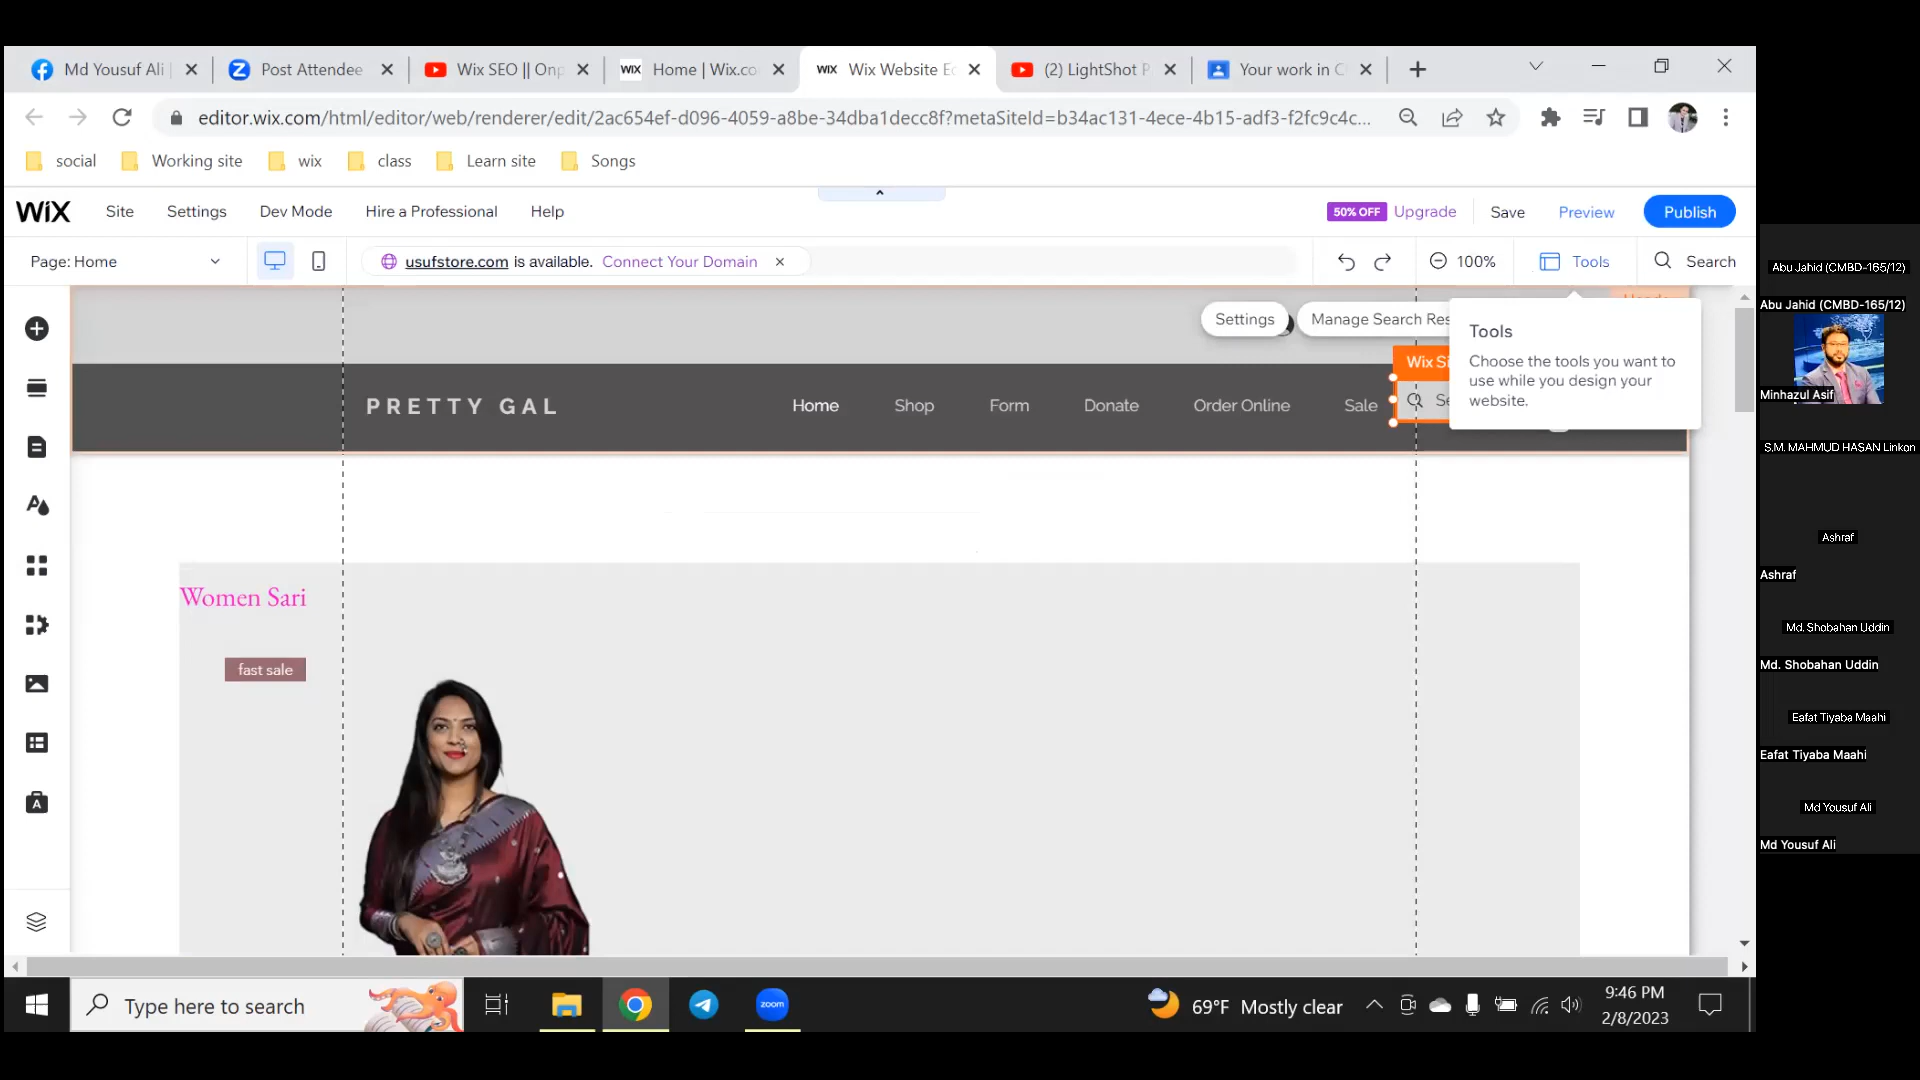 Md Yousuf Ali |
Post Attendee
Wix SEO || Onp
WIX Home | Wix.co
WIX Wix Website Ed
(2) LightShot P
Your work in C
editor.wix.com/html/editor/web/renderer/edit/2ac654ef-d096-4059-a8be-34dba1decc8f?metaSiteId=b34ac131-4ece-4b15-adf3-f2fc9c4c...
social
Working site
wix
class
Learn site
Songs
WiX
Site
Settings
Dev Mode
Hire a Professional
Help
50% OFF Upgrade
Save
Preview
Publish
Page: Home
usufstore.com is available. Connect Your Domain
100%
Tools
Search
Settings
Manage Search Res
Tools
Choose the tools you want to
use while you design your
website.
Wix Si
PRETTY GAL
Home
Shop
Form
Donate
Order Online
Sale
Se
Women Sari
fast sale
Abu Jahid (CMBD-165/12)
Abu Jahid (CMBD-165/12)
Minhazul Asif
S.M. MAHMUD HASAN Linkon
Ashraf
Ashraf
Md. Shobahan Uddin
Md. Shobahan Uddin
Eafat Tiyaba Maahi
Eafat Tiyaba Maahi
Md Yousuf Ali
Md Yousuf Ali
Type here to search
zoom
69°F Mostly clear
9:46 PM
2/8/2023